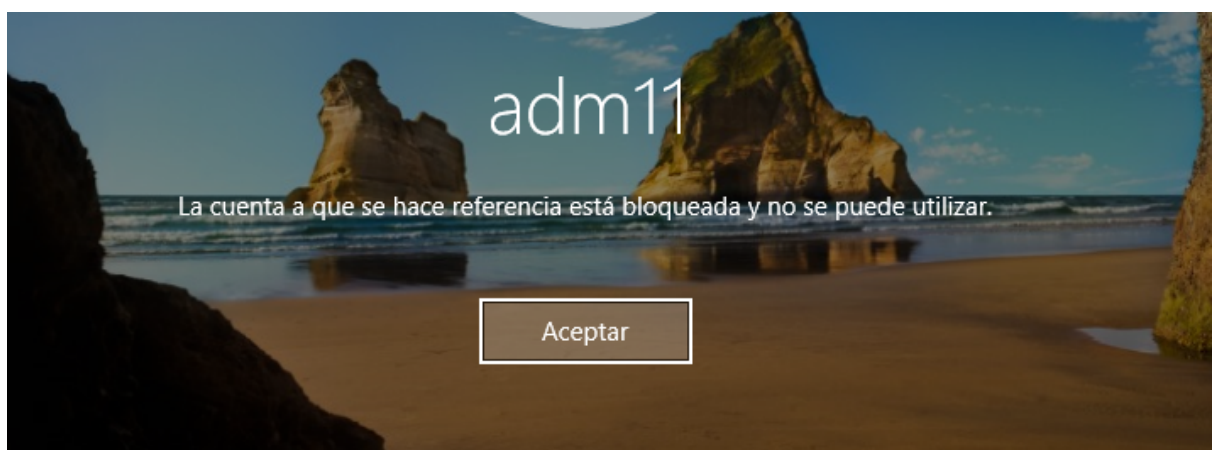 adm11
La cuenta a que se hace referencia está bloqueada y no se puede utilizar.
Aceptar